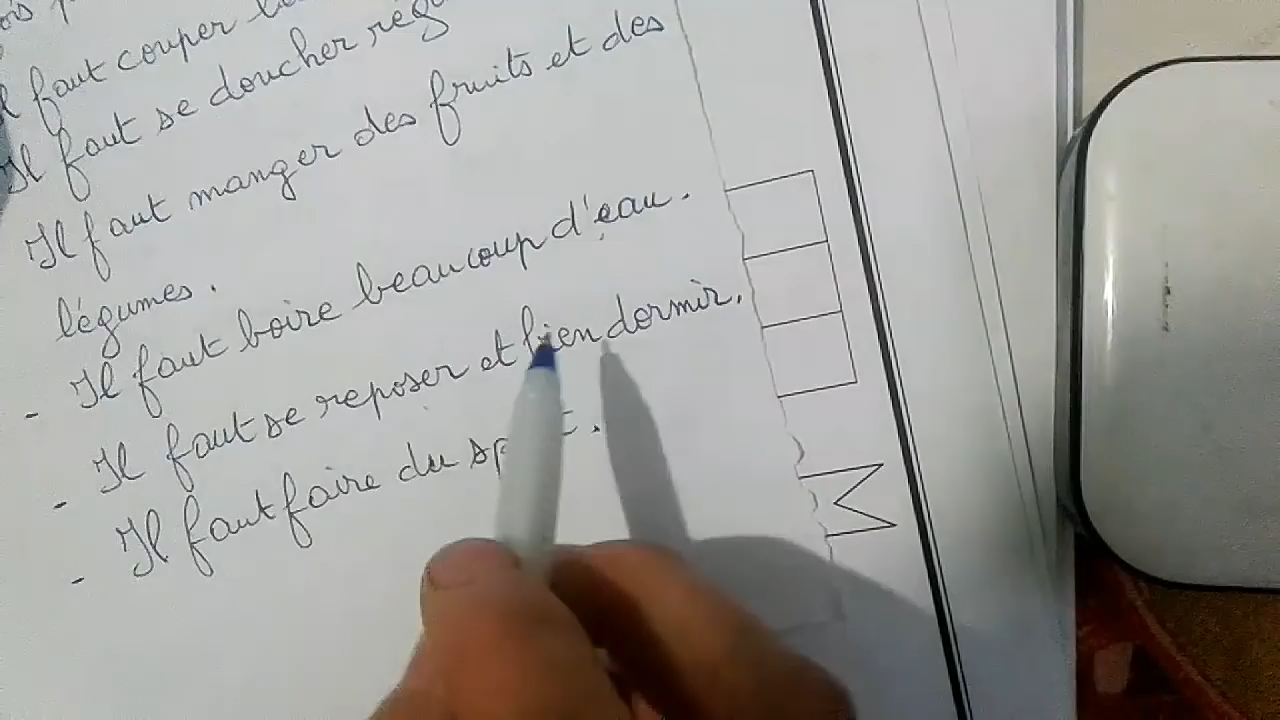 Il faut couper
Il faut se doucher
Il faut manger des fruits et des
légumes.
- Il faut boire beaucoup d'eau.
- Il faut se reposer et bien dormir.
- Il faut faire du